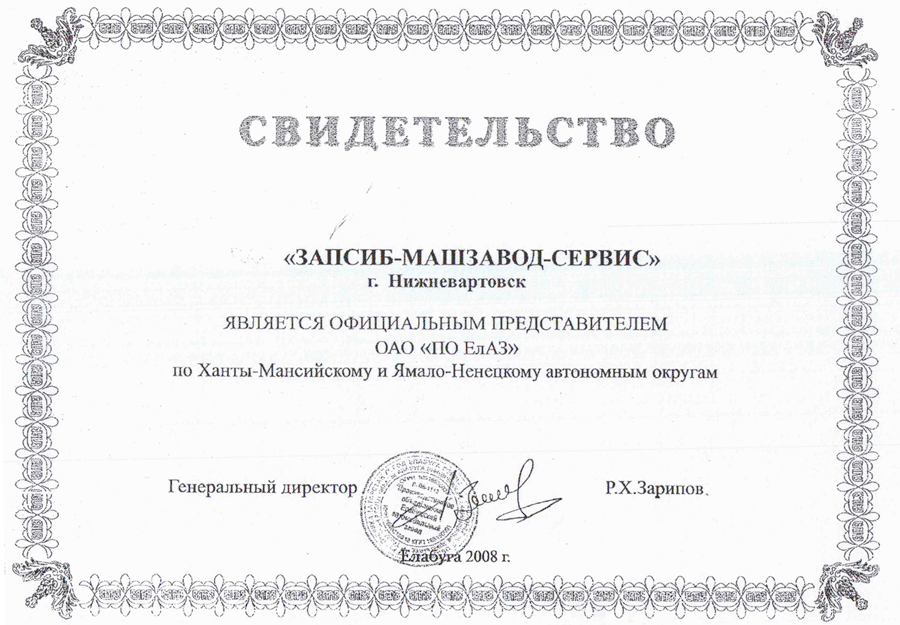 СВИДЕТЕЛЬСТВО
«ЗАПСИБ-МАШЗАВОД-СЕРВИС»
г. Нижневартовск
ЯВЛЯЕТСЯ ОФИЦИАЛЬНЫМ ПРЕДСТАВИТЕЛЕМ
ОАО «ПО ЕлАЗ»
по Ханты-Мансийскому и Ямало-Ненецкому автономным округам
Генеральный директор
Р.Х.Зарипов.
Елабуга 2008 г.